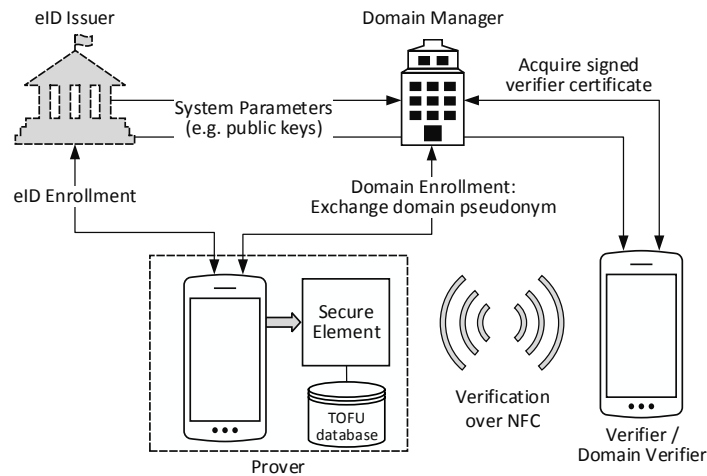 eID Issuer
Domain Manager
Acquire signed
verifier certificate
System Parameters
(e.g. public keys)
eID Enrollment
Domain Enrollment:
Exchange domain pseudonym
Secure
Element
TOFU
database
Prover
Verification
over NFC
Verifier /
Domain Verifier